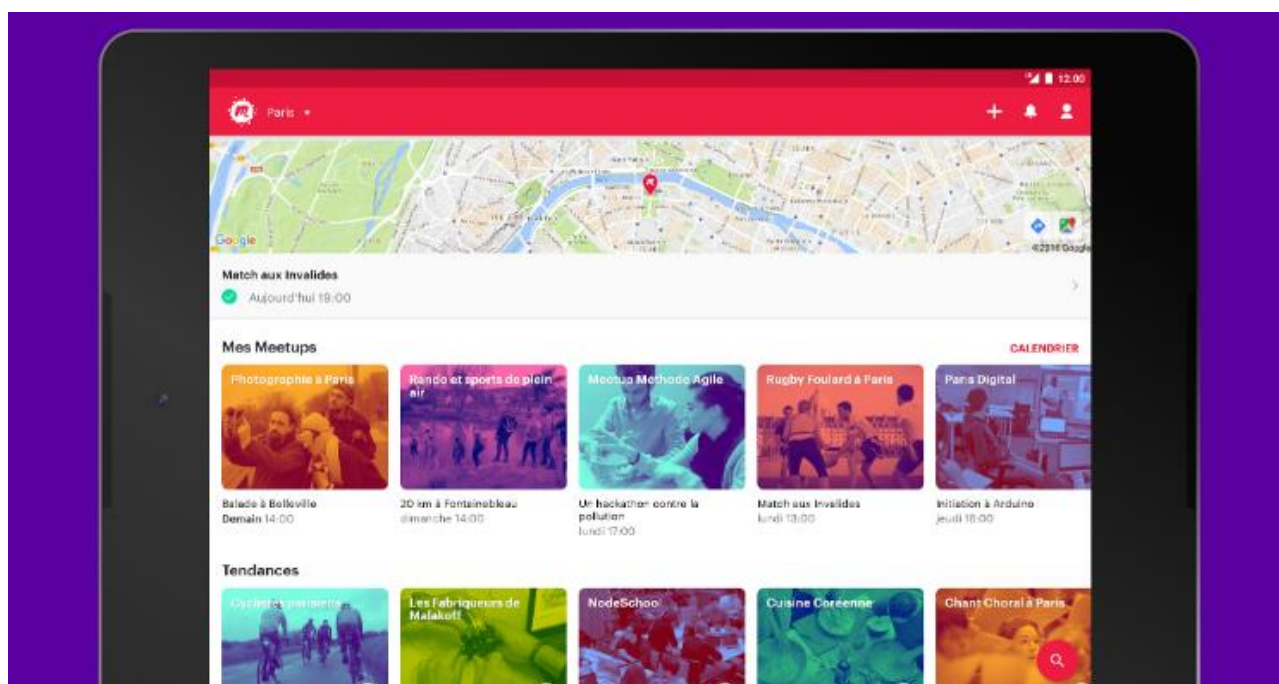 12:00
Paris
Google
©2016 Google
Match aux Invalides
Aujourd'hui 19:00
Mes Meetups
CALENDRIER
Photographie à Paris
Rando et sports de plein
air
Meetup Méthode Agile
Rugby Foulard à Paris
Paris Digital
Balade à Belleville
Demain 14:00
20 km à Fontainebleau
dimanche 14:00
Un hackathon contre la
pollution
lundi 17:00
Match aux Invalides
lundi 13:00
Initiation à Arduino
jeudi 18:00
Tendances
Cyclistes parisiens
Les Fabriqueurs de
Malakoff
NodeSchool
Cuisine Coréenne
Chant Choral à Paris